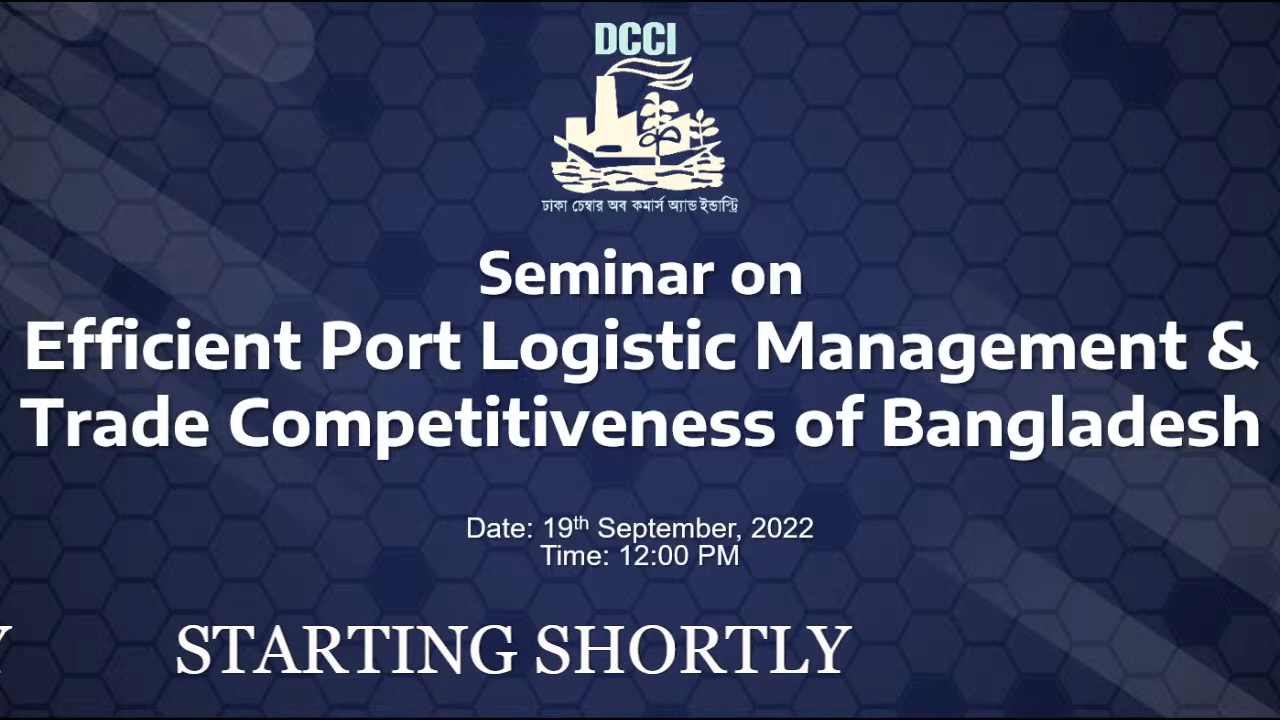 DCCI
ঢাকা চেম্বার অব কমার্স অ্যান্ড ইন্ডাস্ট্রি
Seminar on
Efficient Port Logistic Management &
Trade Competitiveness of Bangladesh
Date: 19th September, 2022
Time: 12:00 PM
Y STARTING SHORTLY